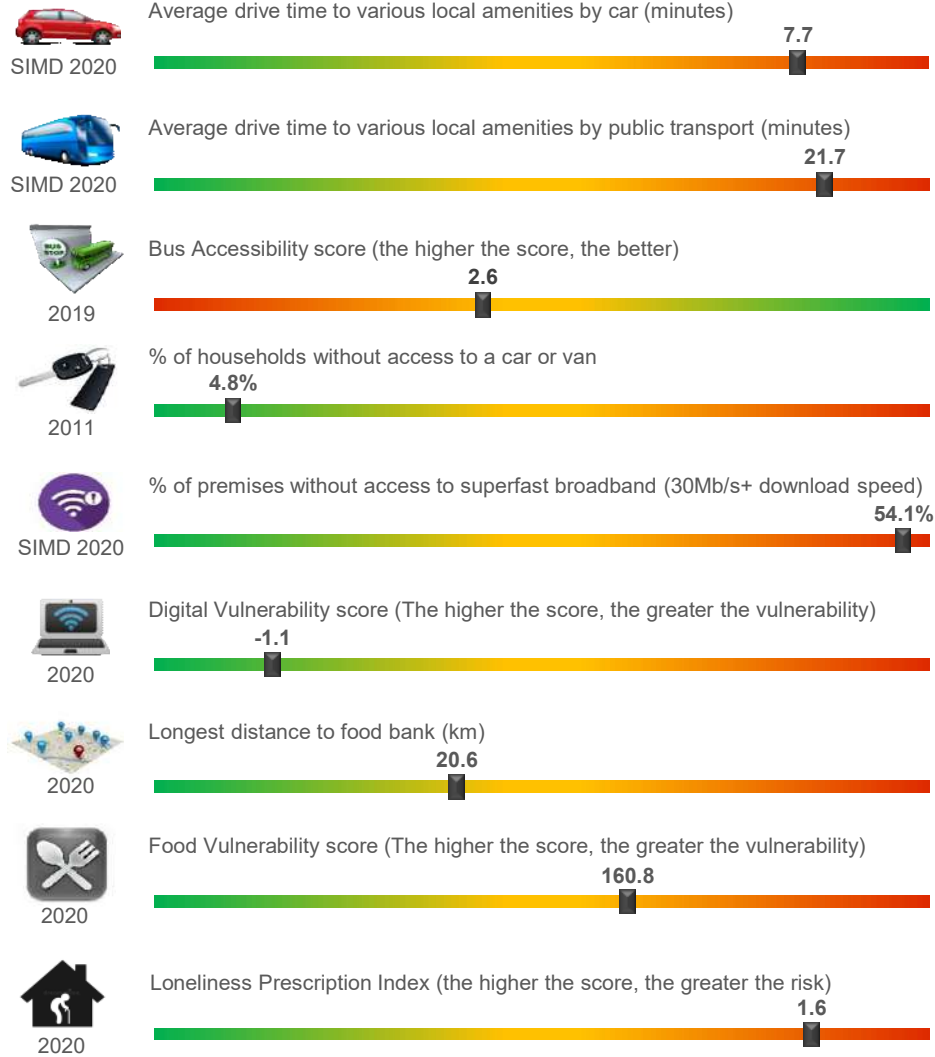 Average drive time to various local amenities by car (minutes)
7.7
SIMD 2020
Average drive time to various local amenities by public transport (minutes)
21.7
SIMD 2020
BUS
STOP
Bus Accessibility score (the higher the score, the better)
2.6
2019
% of households without access to a car or van
4.8%
2011
% of premises without access to superfast broadband (30Mb/s+ download speed)
54.1%
SIMD 2020
Digital Vulnerability score (The higher the score, the greater the vulnerability)
-1.1
2020
Longest distance to food bank (km)
20.6
2020
Food Vulnerability score (The higher the score, the greater the vulnerability)
160.8
2020
Loneliness Prescription Index (the higher the score, the greater the risk)
1.6
2020